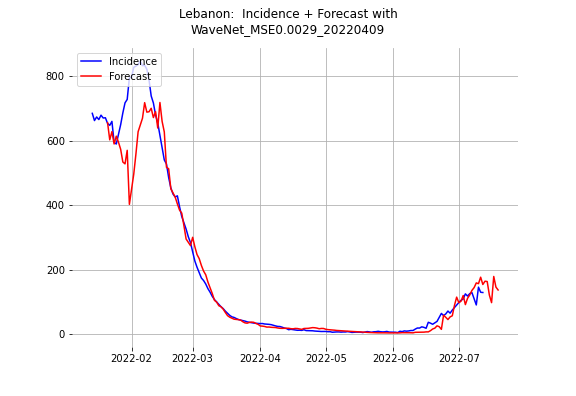 Lebanon:  Incidence + Forecast with
WaveNet_MSE0.0029_20220409
Incidence
Forecast
800
600
400
200
0
2022-02
2022-03
2022-04
2022-05
2022-06
2022-07